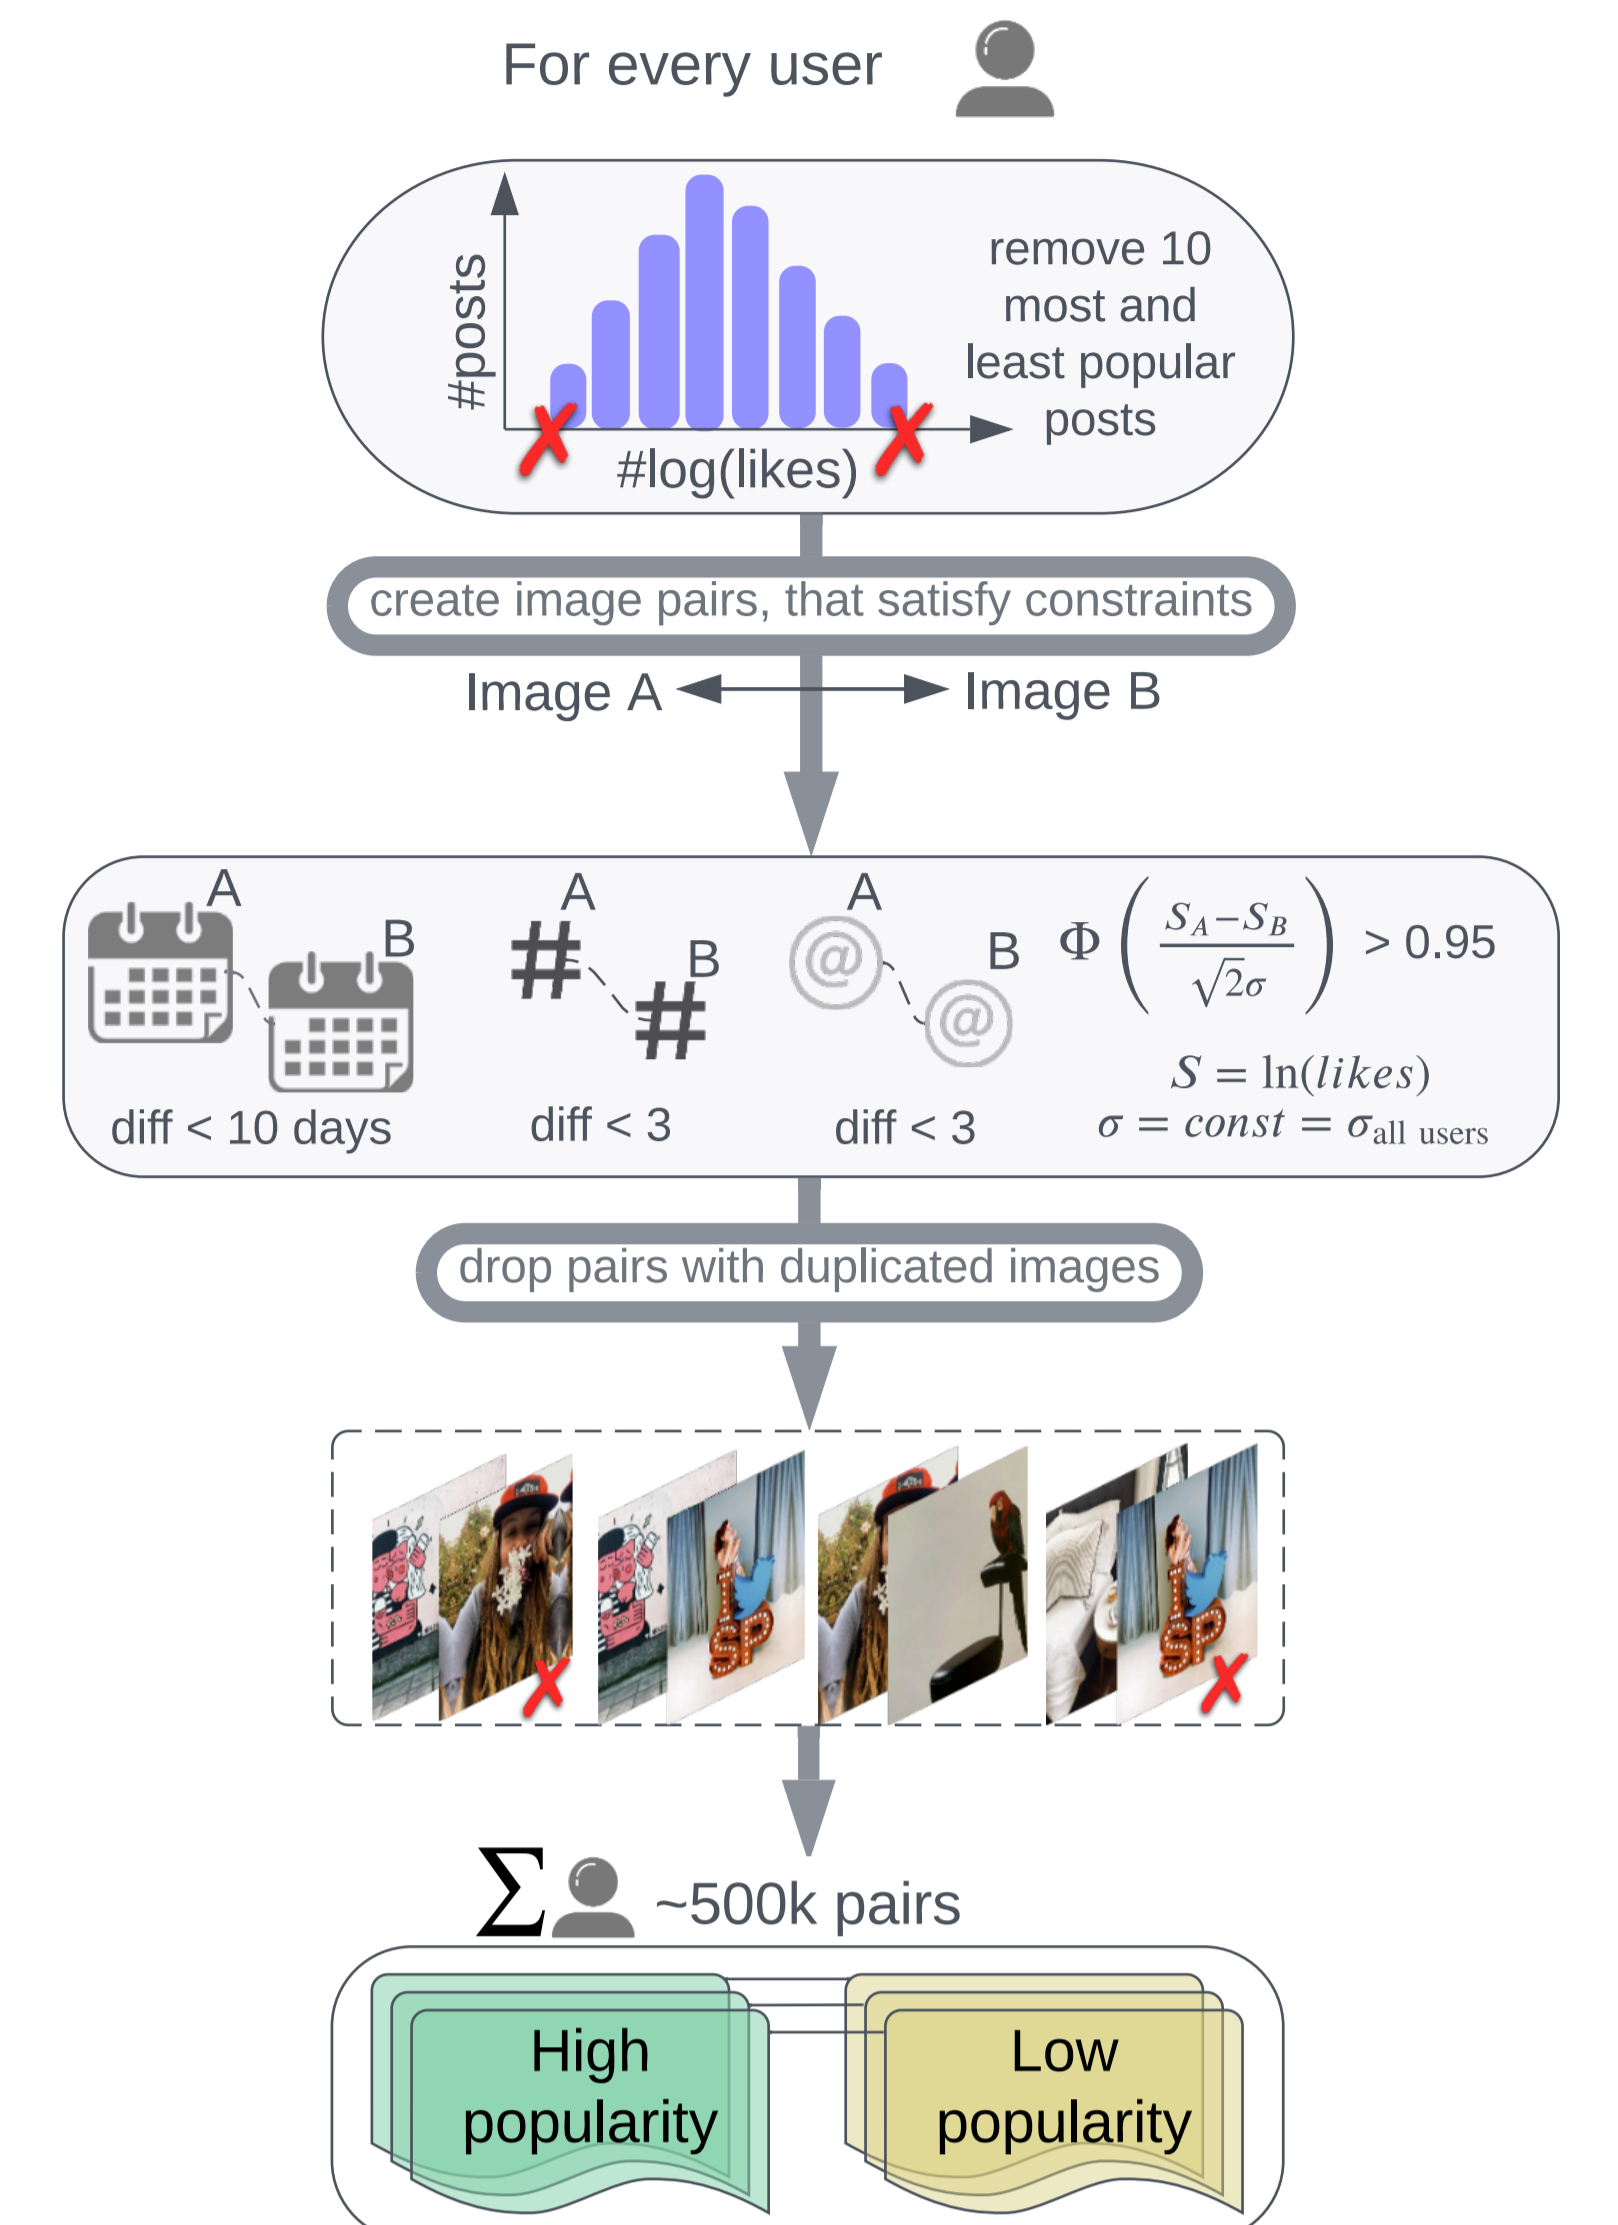 For every user
#posts
remove 10
most and
least popular
posts
#log(likes)
create image pairs, that satisfy constraints
Image A
Image B
A
B
diff < 10 days
A
#
B
#
diff < 3
A
@
B
@
diff < 3
Φ((S_A−S_B)/(√2σ)) > 0.95
S = ln(likes)
σ = const = σ_all users
drop pairs with duplicated images
I
SP
I
SP
Σ ~500k pairs
High
popularity
Low
popularity